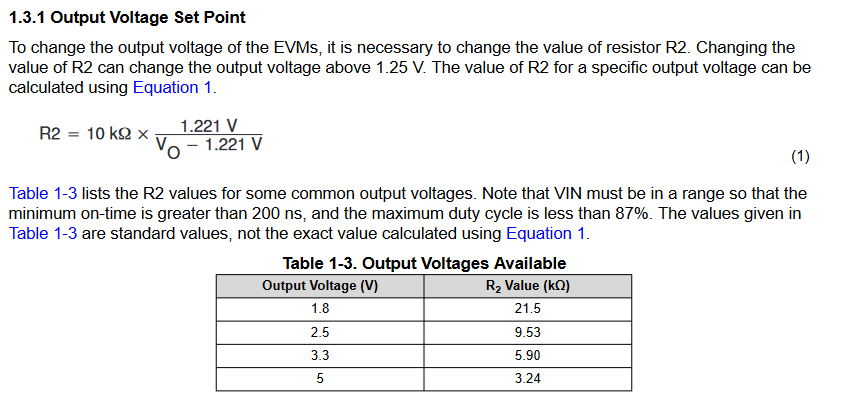 1.3.1 Output Voltage Set Point
To change the output voltage of the EVMs, it is necessary to change the value of resistor R2. Changing the
value of R2 can change the output voltage above 1.25 V. The value of R2 for a specific output voltage can be
calculated using Equation 1.
R2 = 10 kΩ × 1.221 V / (V_O − 1.221 V)
(1)
Table 1-3 lists the R2 values for some common output voltages. Note that VIN must be in a range so that the
minimum on-time is greater than 200 ns, and the maximum duty cycle is less than 87%. The values given in
Table 1-3 are standard values, not the exact value calculated using Equation 1.
Table 1-3. Output Voltages Available
Output Voltage (V) R₂ Value (kΩ)
1.8 21.5
2.5 9.53
3.3 5.90
5 3.24